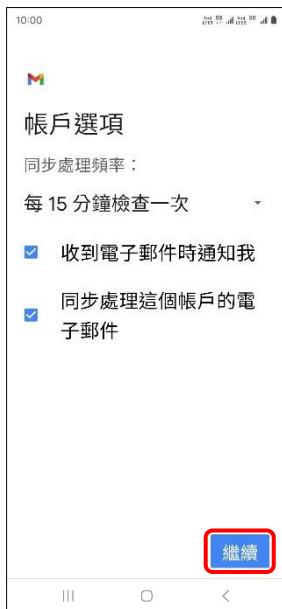 10:00
帳戶選項
同步處理頻率：
每 15 分鐘檢查一次
收到電子郵件時通知我
同步處理這個帳戶的電
子郵件
繼續